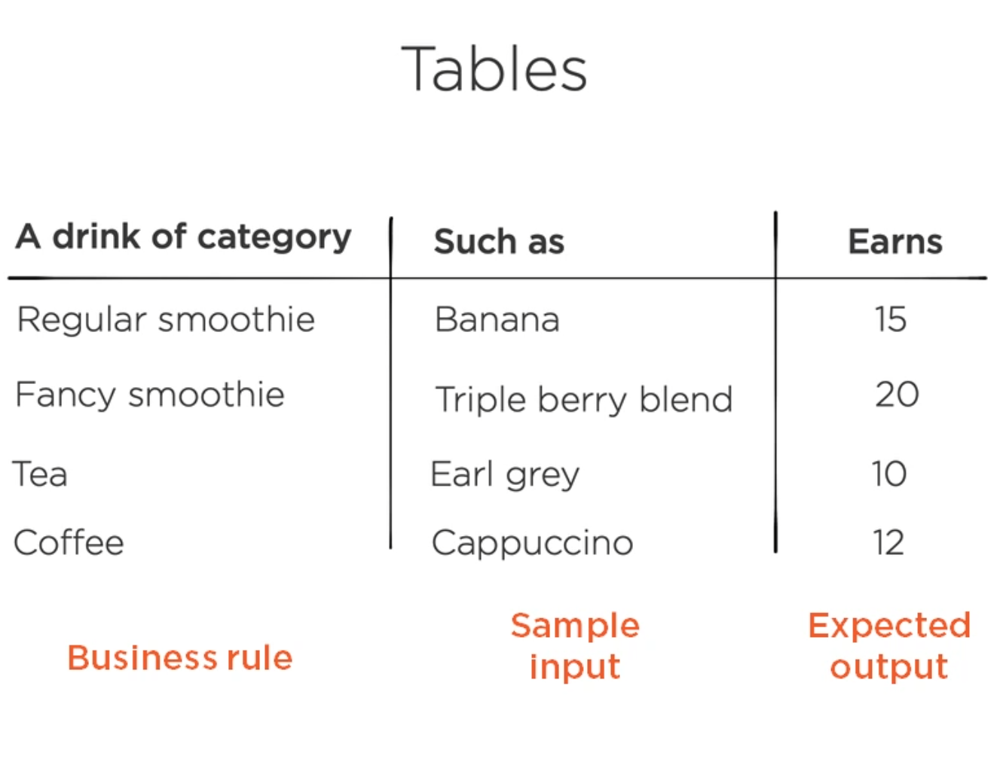 Tables
A drink of category Such as Earns
Regular smoothie Banana 15
Fancy smoothie Triple berry blend 20
Tea Earl grey 10
Coffee Cappuccino 12
Business rule
Sample
input
Expected
output